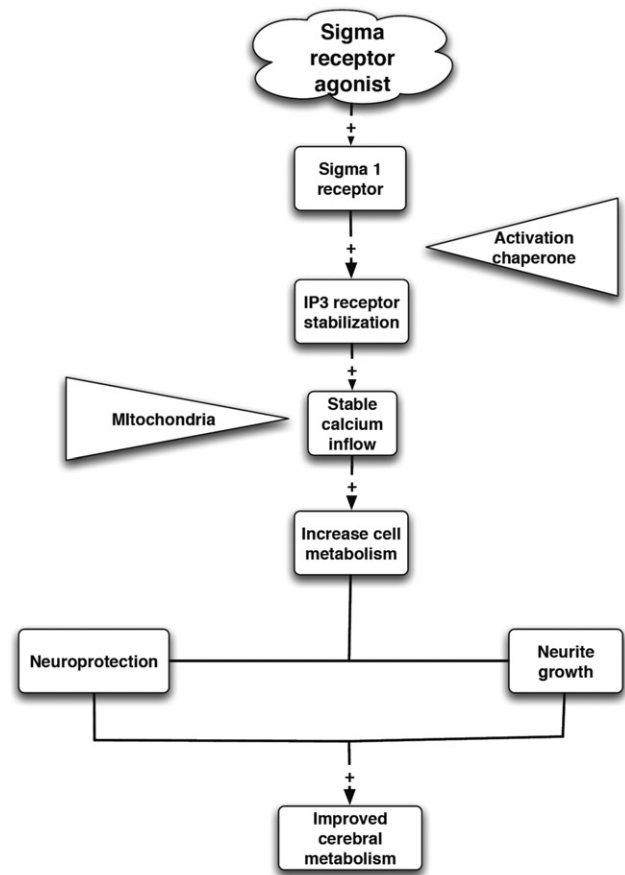 Sigma
receptor
agonist
+
Sigma 1
receptor
+
Activation
chaperone
IP3 receptor
stabilization
+
MItochondria
Stable
calcium
inflow
+
Increase cell
metabolism
Neuroprotection
Neurite
growth
+
Improved
cerebral
metabolism